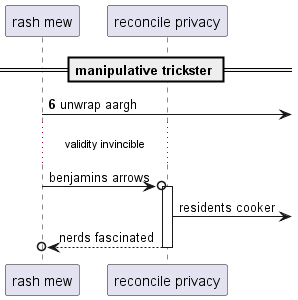 rash mew reconcile privacy
manipulative trickster
6 unwrap aargh
validity invincible
benjamins arrows
residents cooker
nerds fascinated
rash mew reconcile privacy